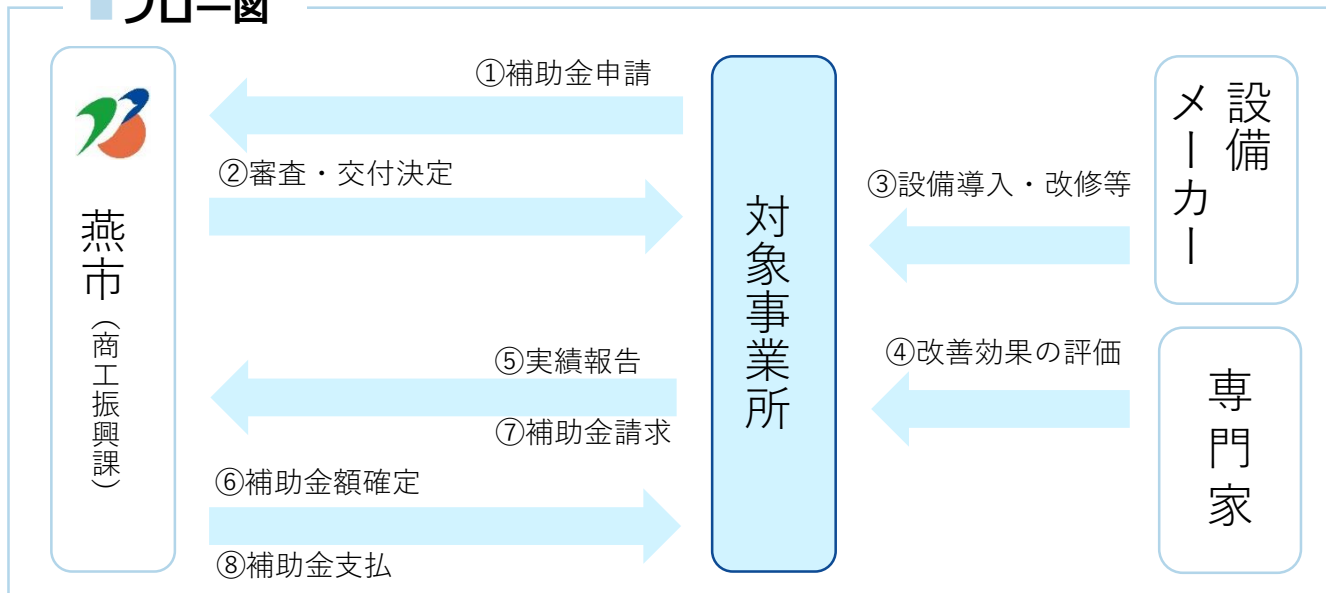 フロー図
燕市（商工振興課）
①補助金申請
②審査・交付決定
⑤実績報告
⑦補助金請求
⑥補助金額確定
⑧補助金支払
対象事業所
③設備導入・改修等
④改善効果の評価
設備
メーカー
専門家